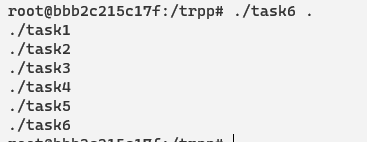 root@bbb2c215c17f:/trpp# ./task6 .
./task1
./task2
./task3
./task4
./task5
./task6